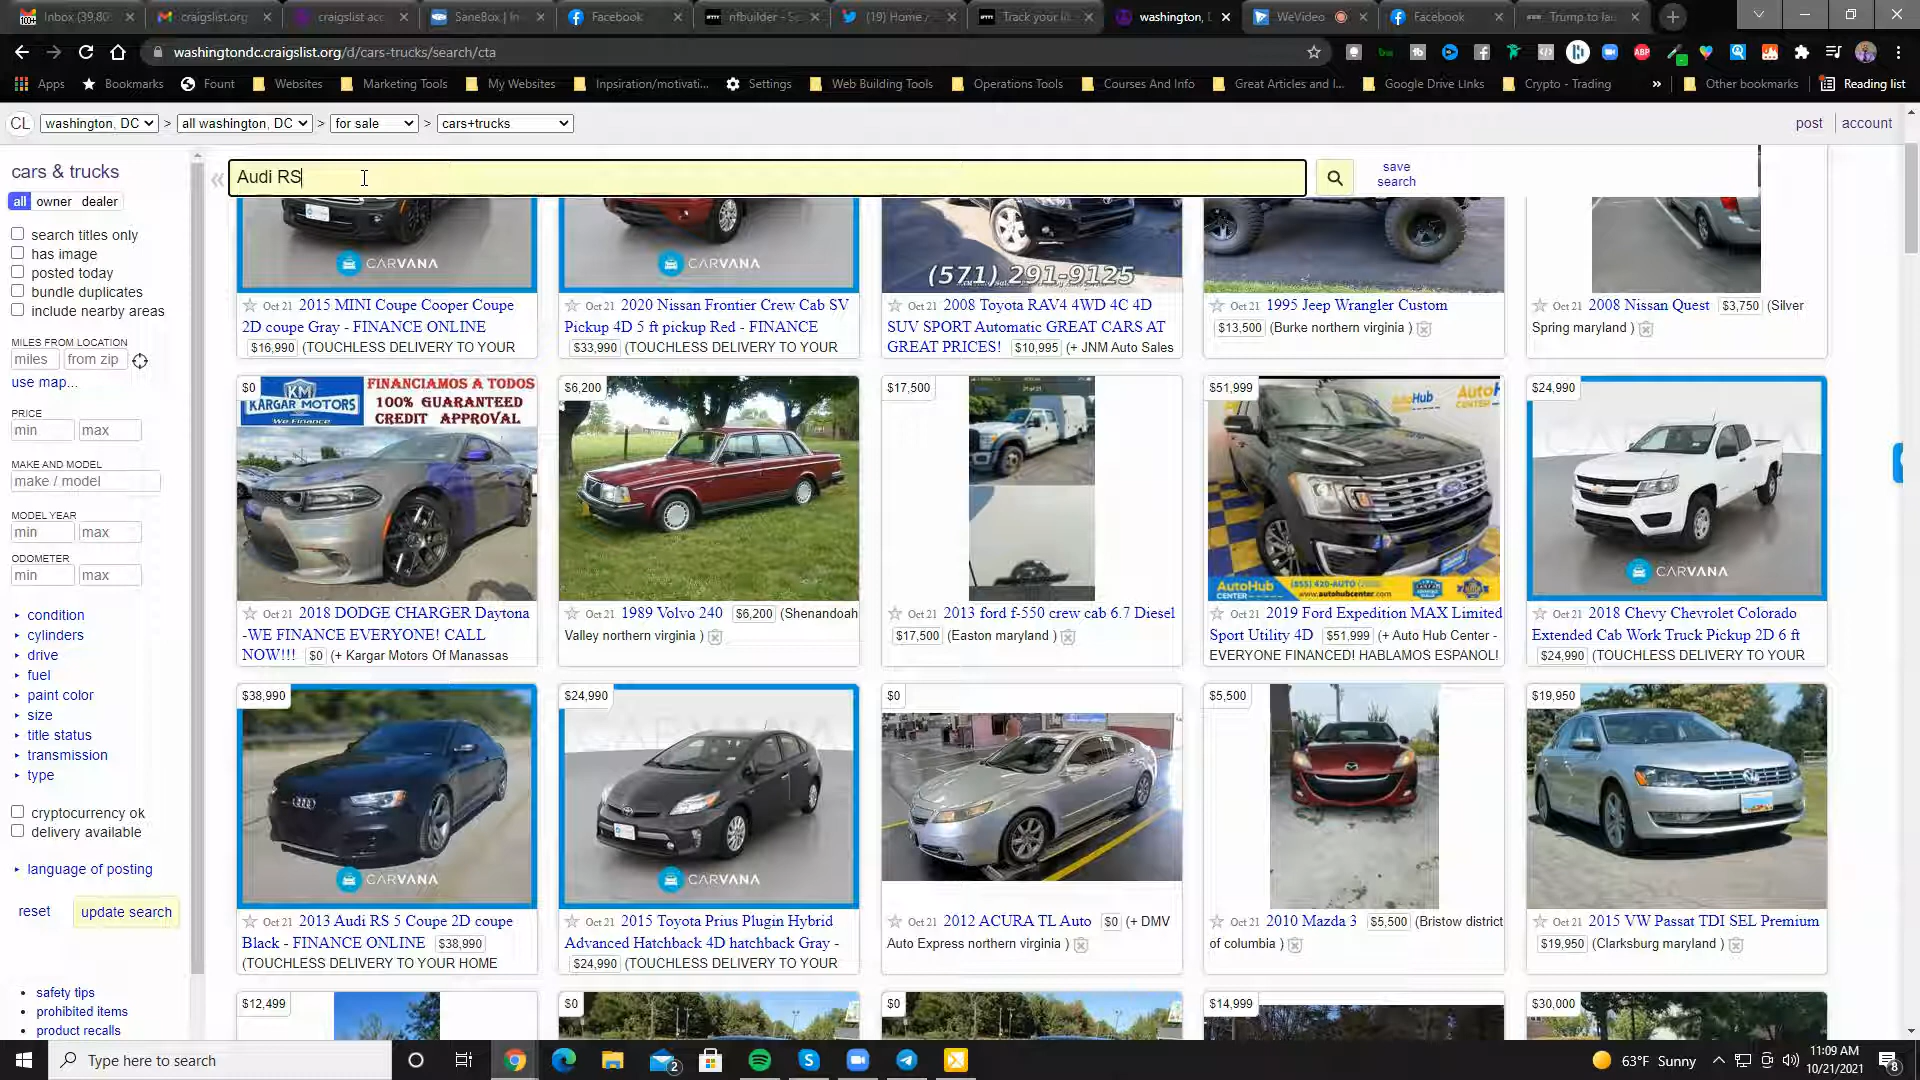 Inbox (39,80
craigslist.org
craigslist acc
SaneBox | In
Facebook
nftbuilder - S
(19) Home /
Track your li
washington, D
WeVideo
Facebook
Trump to lau
washingtondc.craigslist.org/d/cars-trucks/search/cta
Apps
Bookmarks
Fount
Websites
Marketing Tools
My Websites
Inpsiration/motivati...
Settings
Web Building Tools
Operations Tools
Courses And Info
Great Articles and I...
Google Drive Links
Crypto - Trading
»
Other bookmarks
Reading list
CL
washington, DC
>
all washington, DC
>
for sale
>
cars+trucks
post
account
cars & trucks
«
Audi RS
save
search
all
owner
dealer
search titles only
has image
posted today
bundle duplicates
include nearby areas
MILES FROM LOCATION
miles
from zip
use map...
PRICE
min
max
MAKE AND MODEL
make / model
MODEL YEAR
min
max
ODOMETER
min
max
condition
cylinders
drive
fuel
paint color
size
title status
transmission
type
cryptocurrency ok
delivery available
language of posting
reset
update search
safety tips
prohibited items
product recalls
CARVANA
Oct 21 2015 MINI Coupe Cooper Coupe
2D coupe Gray - FINANCE ONLINE
$16,990 (TOUCHLESS DELIVERY TO YOUR
CARVANA
Oct 21 2020 Nissan Frontier Crew Cab SV
Pickup 4D 5 ft pickup Red - FINANCE
$33,990 (TOUCHLESS DELIVERY TO YOUR
(571) 291-9125
Oct 21 2008 Toyota RAV4 4WD 4C 4D
SUV SPORT Automatic GREAT CARS AT
GREAT PRICES! $10,995 (+ JNM Auto Sales
Oct 21 1995 Jeep Wrangler Custom
$13,500 (Burke northern virginia )
Oct 21 2008 Nissan Quest $3,750 (Silver
Spring maryland )
$0
KM
KARGAR MOTORS
We Finance
FINANCIAMOS A TODOS
100% GUARANTEED
CREDIT APPROVAL
Oct 21 2018 DODGE CHARGER Daytona
-WE FINANCE EVERYONE! CALL
NOW!!! $0 (+ Kargar Motors Of Manassas
$6,200
Oct 21 1989 Volvo 240 $6,200 (Shenandoah
Valley northern virginia )
$17,500
Oct 21 2013 ford f-550 crew cab 6.7 Diesel
$17,500 (Easton maryland )
$51,999
AutoHub
CENTER
AutoH
CENTER
AutoHub
CENTER
(855) 420-AUTO
www.autohubcenter.com
Oct 21 2019 Ford Expedition MAX Limited
Sport Utility 4D $51,999 (+ Auto Hub Center -
EVERYONE FINANCED! HABLAMOS ESPANOL!
$24,990
CARVANA
Oct 21 2018 Chevy Chevrolet Colorado
Extended Cab Work Truck Pickup 2D 6 ft
$24,990 (TOUCHLESS DELIVERY TO YOUR
$38,990
CARVANA
Oct 21 2013 Audi RS 5 Coupe 2D coupe
Black - FINANCE ONLINE $38,990
(TOUCHLESS DELIVERY TO YOUR HOME
$24,990
CARVANA
Oct 21 2015 Toyota Prius Plugin Hybrid
Advanced Hatchback 4D hatchback Gray -
$24,990 (TOUCHLESS DELIVERY TO YOUR
$0
Oct 21 2012 ACURA TL Auto $0 (+ DMV
Auto Express northern virginia )
$5,500
Oct 21 2010 Mazda 3 $5,500 (Bristow district
of columbia )
$19,950
Oct 21 2015 VW Passat TDI SEL Premium
$19,950 (Clarksburg maryland )
$12,499
$0
$0
$14,999
$30,000
Type here to search
2
63°F Sunny
11:09 AM
10/21/2021
8